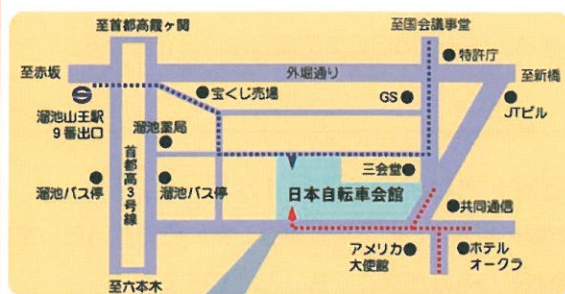 至首都高霞ヶ関
至国会議事堂
特許庁
至赤坂
外堀通り
至新橋
宝くじ売場
GS
JTビル
溜池山王駅
9番出口
溜池薬局
首都高3号線
三会堂
溜池バス停
溜池バス停
日本自転車会館
共同通信
アメリカ
大使館
ホテル
オークラ
至六本木